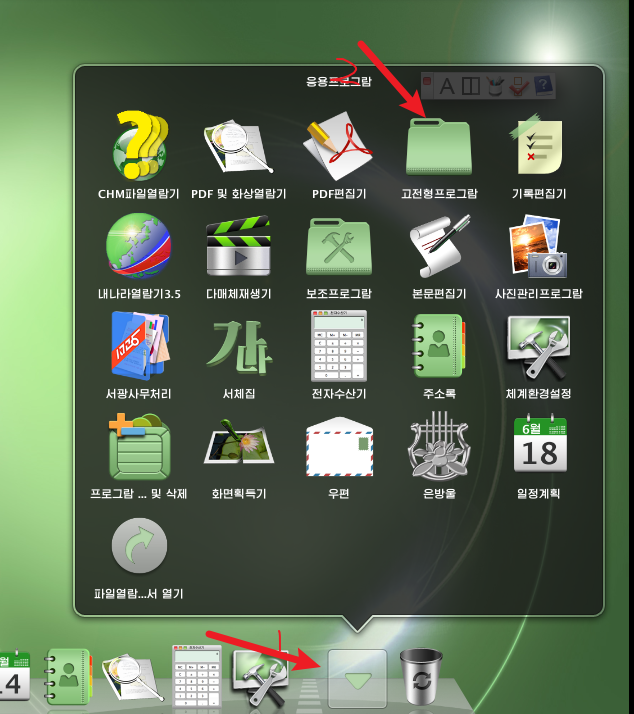 응용프로그람
CHM파일열람기
PDF 및 화상열람기
PDF편집기
고전형프로그람
기록편집기
내나라열람기3.5
다매체재생기
보조프로그람
본문편집기
사진관리프로그람
서광사무처리
서체집
전자수산기
주소록
체계환경설정
프로그람 ... 및 삭제
화면획득기
우편
은방울
6월
18
일정계획
파일열람...서 열기